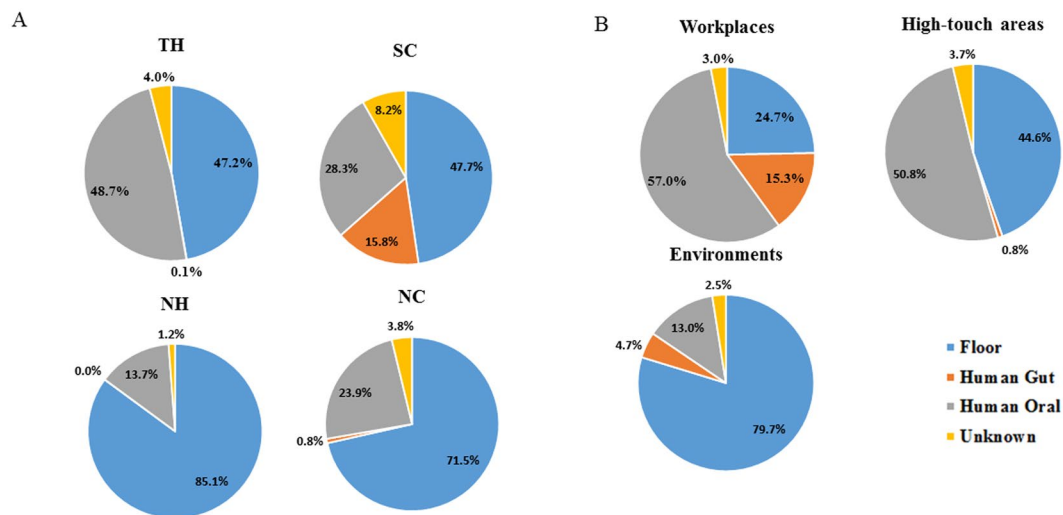 A
TH
4.0%
47.2%
48.7%
0.1%
SC
8.2%
47.7%
28.3%
15.8%
NH
1.2%
0.0%
13.7%
85.1%
NC
3.8%
23.9%
0.8%
71.5%
B
Workplaces
3.0%
24.7%
15.3%
57.0%
High-touch areas
3.7%
44.6%
50.8%
0.8%
Environments
2.5%
13.0%
4.7%
79.7%
Floor
Human Gut
Human Oral
Unknown